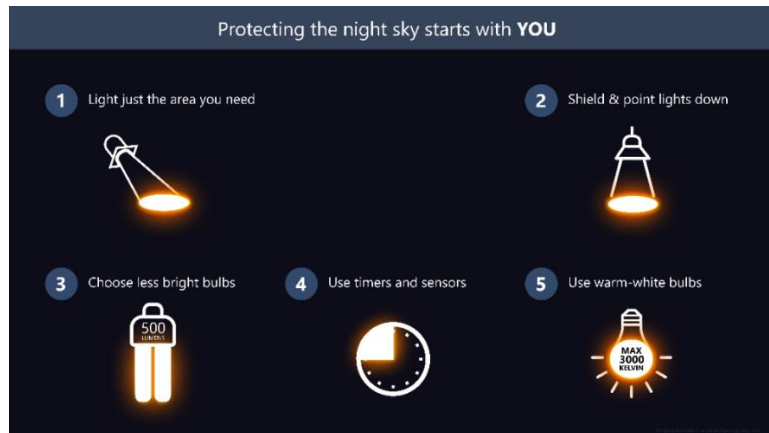 Protecting the night sky starts with YOU
1 Light just the area you need
2 Shield & point lights down
3 Choose less bright bulbs
500
LUMENS
4 Use timers and sensors
5 Use warm-white bulbs
MAX
3000
KELVIN